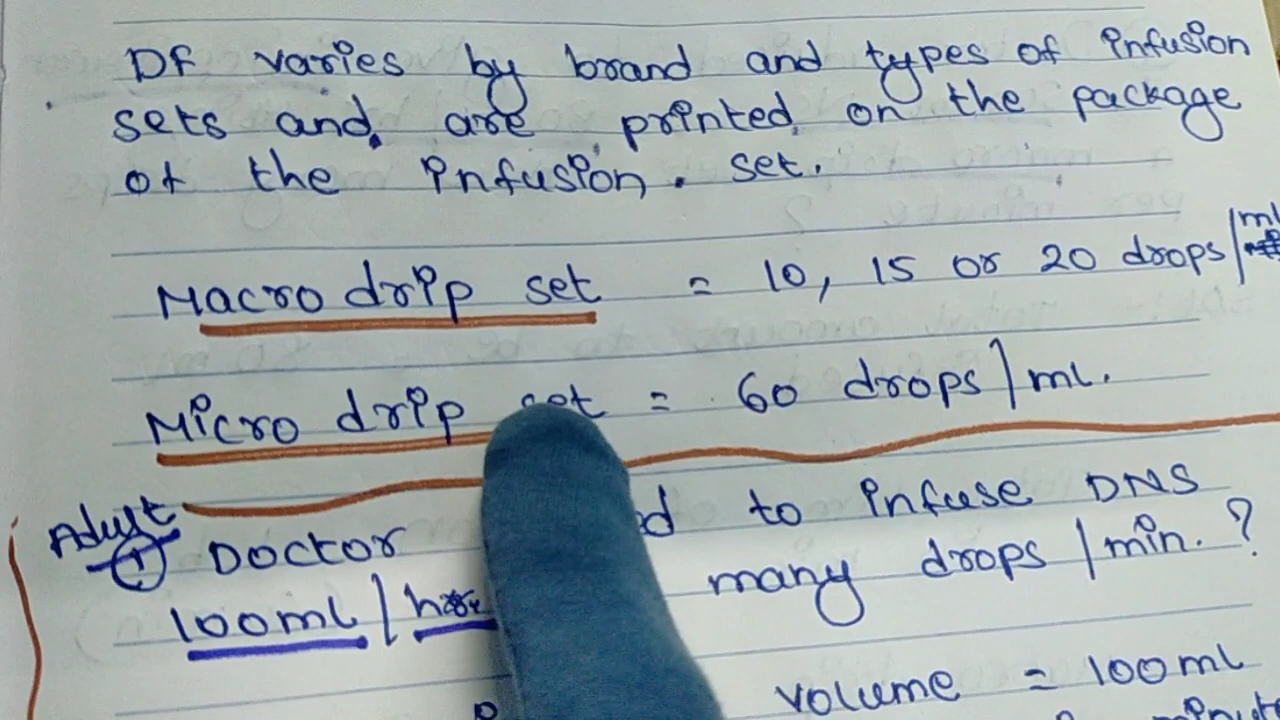 DF varies by brand and types of infusion
sets and are printed on the package
of the infusion. set.
Macro drip set = 10, 15 or 20 drops/ml
Micro drip set = 60 drops/ml.
Adult
① Doctor to infuse DNS
100ml/ many drops/min. ?
volume = 100ml